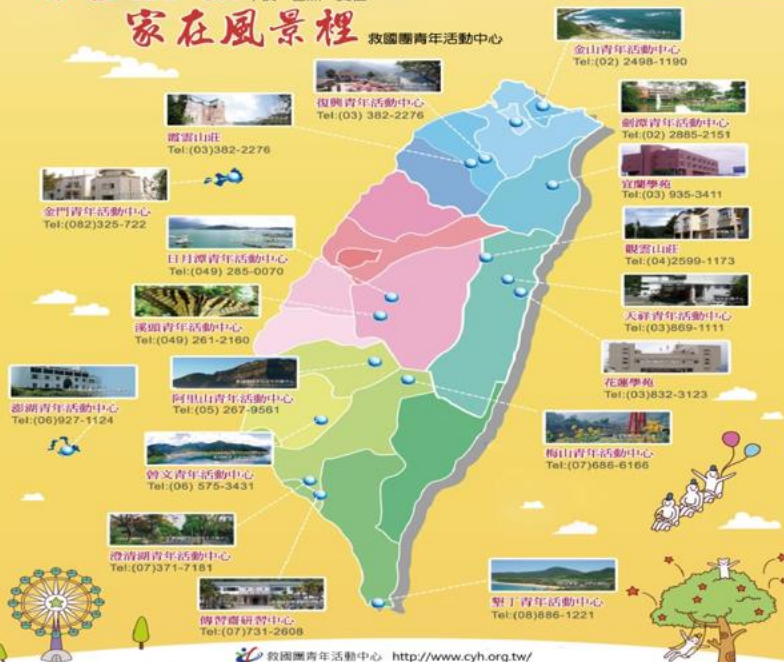 家在風景裡 救國團青年活動中心
金山青年活動中心
Tel:(02) 2498-1190
復興青年活動中心
Tel:(03) 382-2276
劍潭青年活動中心
Tel:(02) 2885-2151
霞雲山莊
Tel:(03)382-2276
宜蘭學苑
Tel:(03) 935-3411
金門青年活動中心
Tel:(082)325-722
觀雲山莊
Tel:(04)2599-1173
日月潭青年活動中心
Tel:(049) 285-0070
天祥青年活動中心
Tel:(03)869-1111
溪頭青年活動中心
Tel:(049) 261-2160
花蓮學苑
Tel:(03)832-3123
阿里山青年活動中心
Tel:(05) 267-9561
澎湖青年活動中心
Tel:(06)927-1124
梅山青年活動中心
Tel:(07)686-6166
曾文青年活動中心
Tel:(06) 575-3431
澄清湖青年活動中心
Tel:(07)371-7181
傳習齋研習中心
Tel:(07)731-2608
墾丁青年活動中心
Tel:(08)886-1221
救國團青年活動中心 http://www.cyh.org.tw/